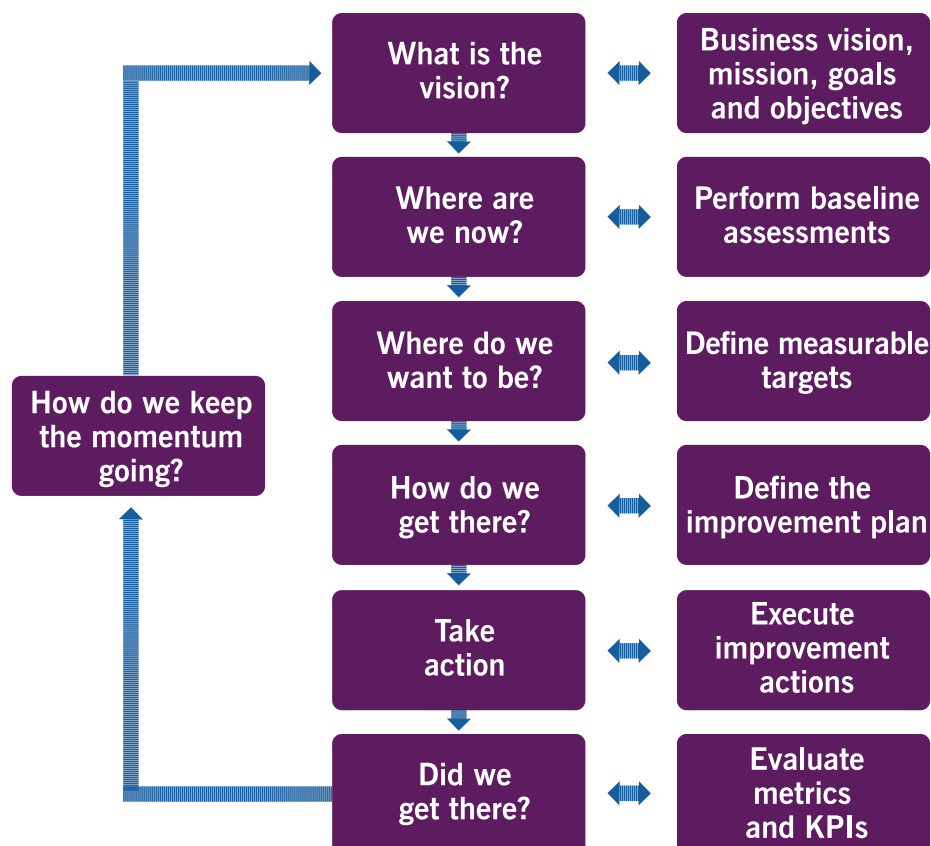 What is the
vision?
Business vision,
mission, goals
and objectives
Where are
we now?
Perform baseline
assessments
Where do we
want to be?
Define measurable
targets
How do we keep
the momentum
going?
How do we
get there?
Define the
improvement plan
Take
action
Execute
improvement
actions
Did we
get there?
Evaluate
metrics
and KPIs